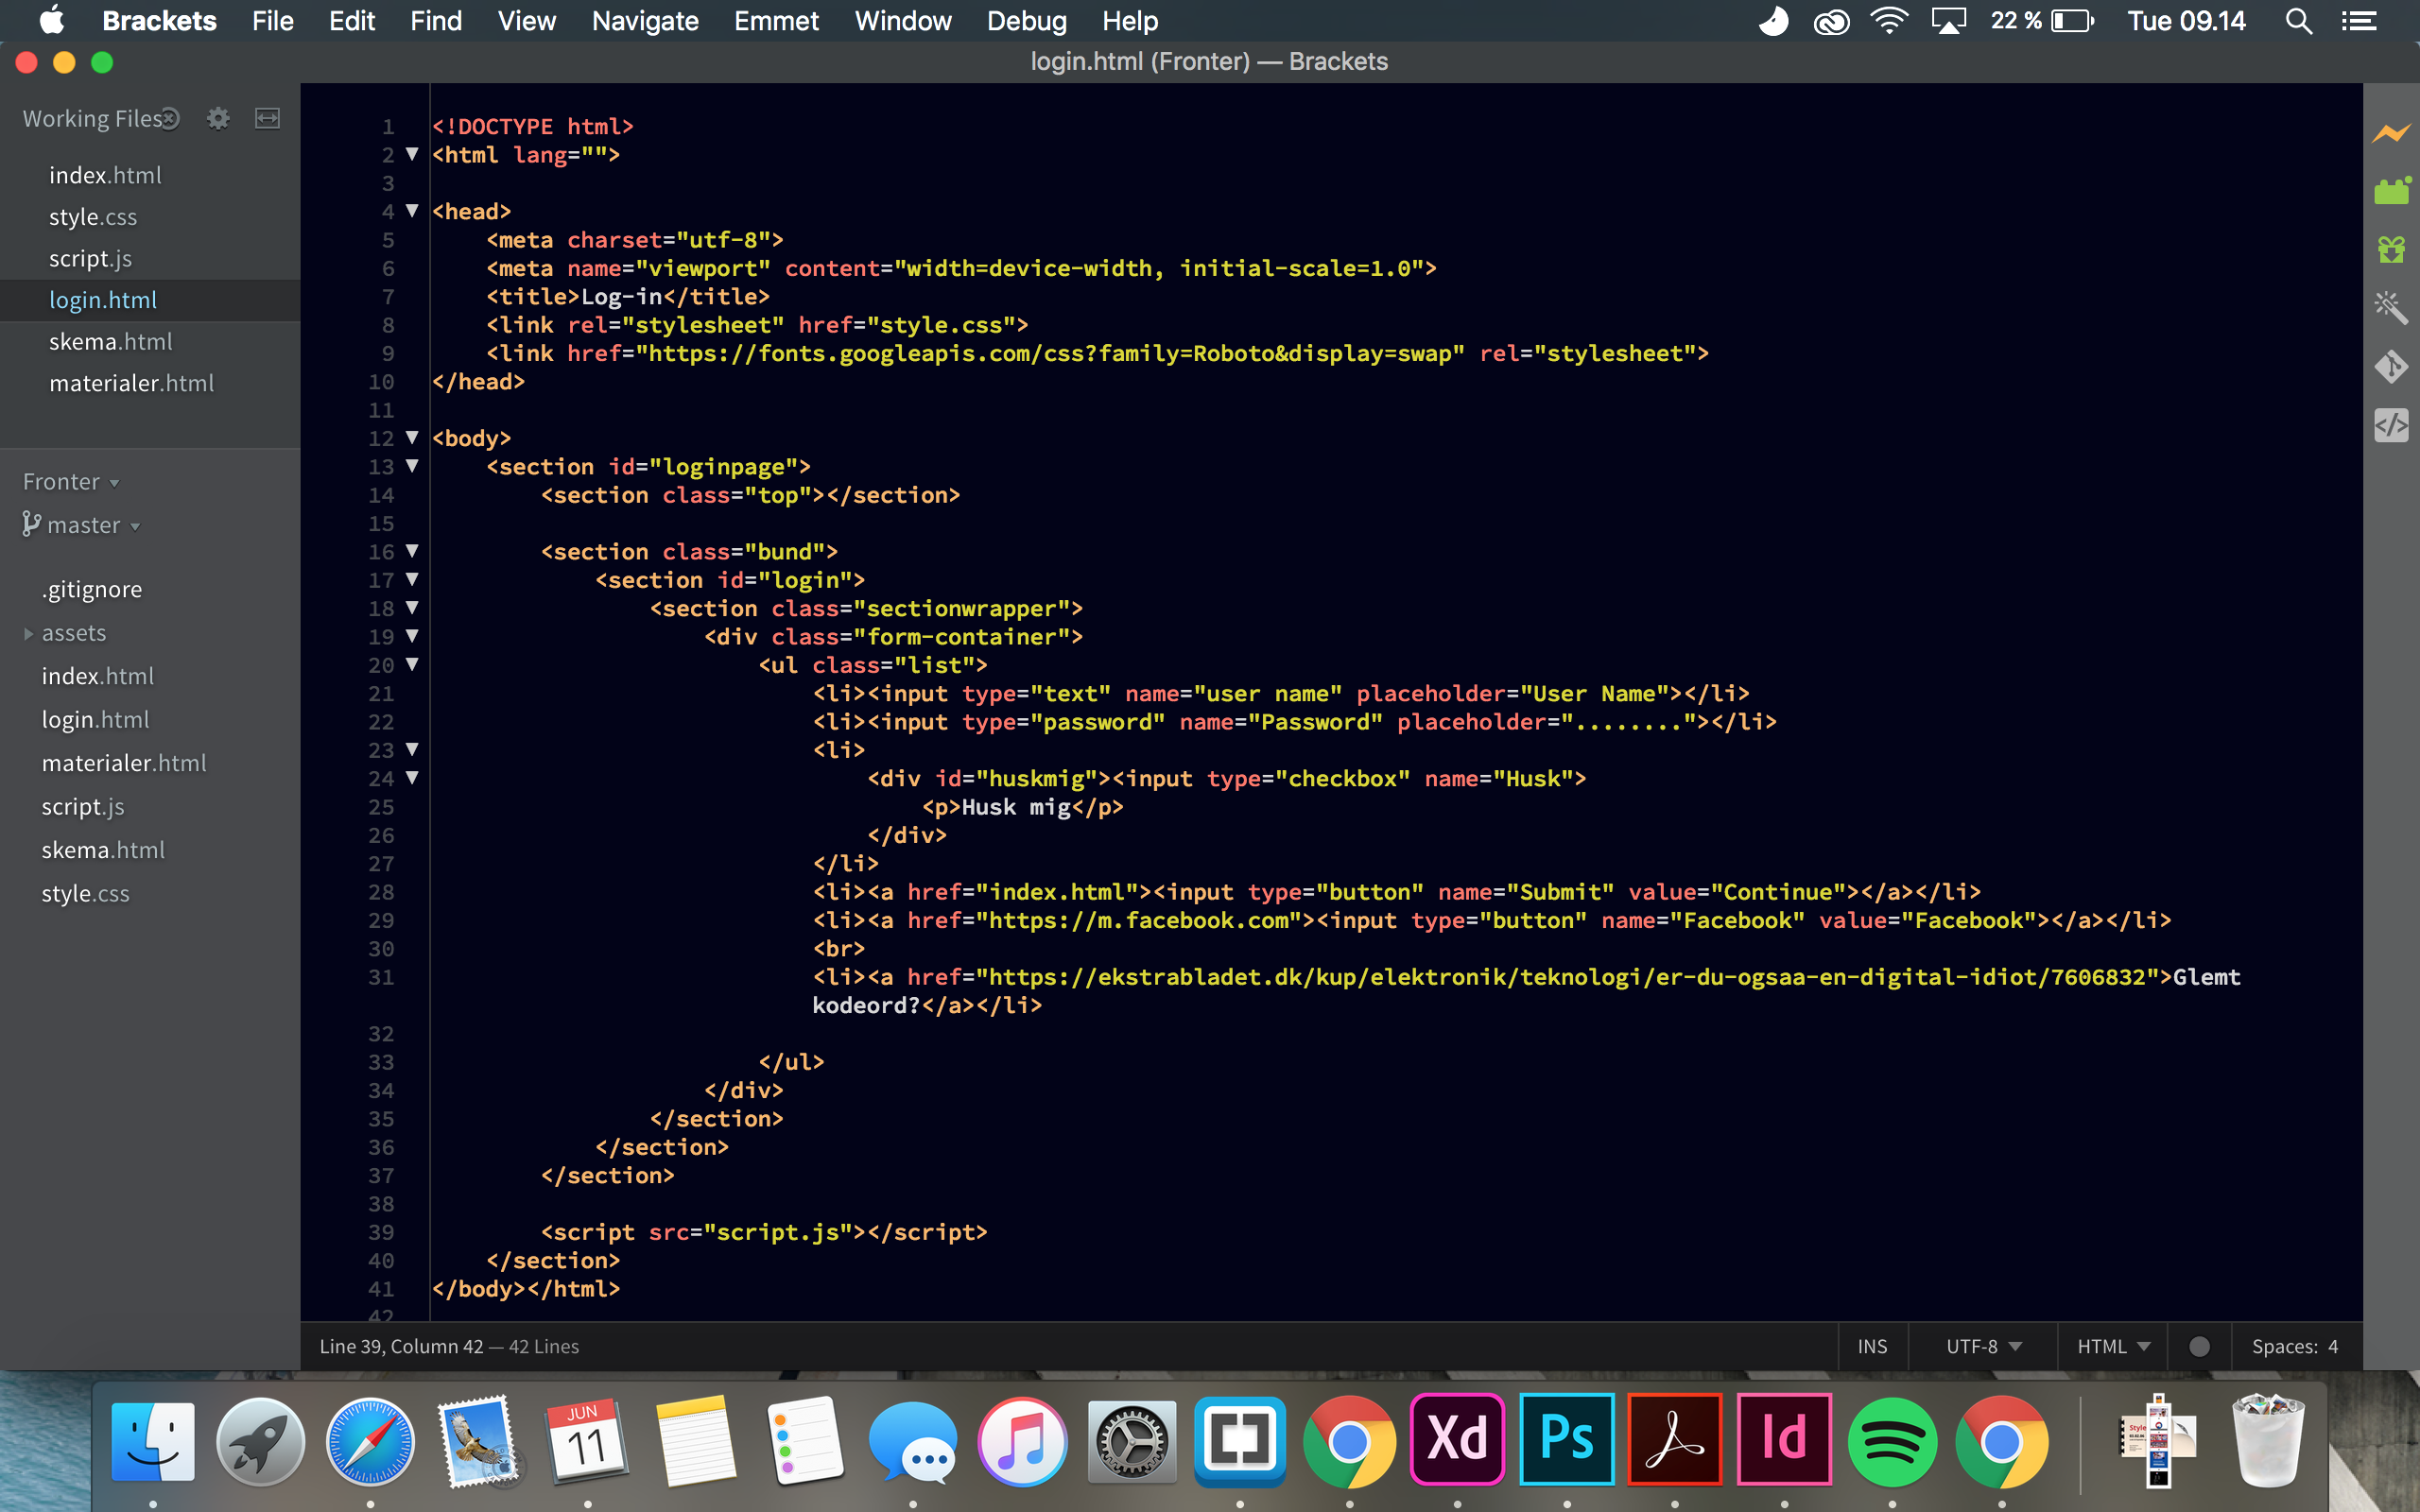 Brackets File Edit Find View Navigate Emmet Window Debug Help 22 % Tue 09.14
login.html (Fronter) — Brackets
Working Files
index.html
style.css
script.js
login.html
skema.html
materialer.html
Fronter
master
.gitignore
assets
index.html
login.html
materialer.html
script.js
skema.html
style.css
1 <!DOCTYPE html>
2 <html lang="">
3
4 <head>
5 <meta charset="utf-8">
6 <meta name="viewport" content="width=device-width, initial-scale=1.0">
7 <title>Log-in</title>
8 <link rel="stylesheet" href="style.css">
9 <link href="https://fonts.googleapis.com/css?family=Roboto&display=swap" rel="stylesheet">
10 </head>
11
12 <body>
13 <section id="loginpage">
14 <section class="top"></section>
15
16 <section class="bund">
17 <section id="login">
18 <section class="sectionwrapper">
19 <div class="form-container">
20 <ul class="list">
21 <li><input type="text" name="user name" placeholder="User Name"></li>
22 <li><input type="password" name="Password" placeholder="........"></li>
23 <li>
24 <div id="huskmig"><input type="checkbox" name="Husk">
25 <p>Husk mig</p>
26 </div>
27 </li>
28 <li><a href="index.html"><input type="button" name="Submit" value="Continue"></a></li>
29 <li><a href="https://m.facebook.com"><input type="button" name="Facebook" value="Facebook"></a></li>
30 <br>
31 <li><a href="https://ekstrabladet.dk/kup/elektronik/teknologi/er-du-ogsaa-en-digital-idiot/7606832">Glemt
kodeord?</a></li>
32
33 </ul>
34 </div>
35 </section>
36 </section>
37 </section>
38
39 <script src="script.js"></script>
40 </section>
41 </body></html>
42
Line 39, Column 42 — 42 Lines INS UTF-8 HTML Spaces: 4
JUN
11
Xd Ps Id